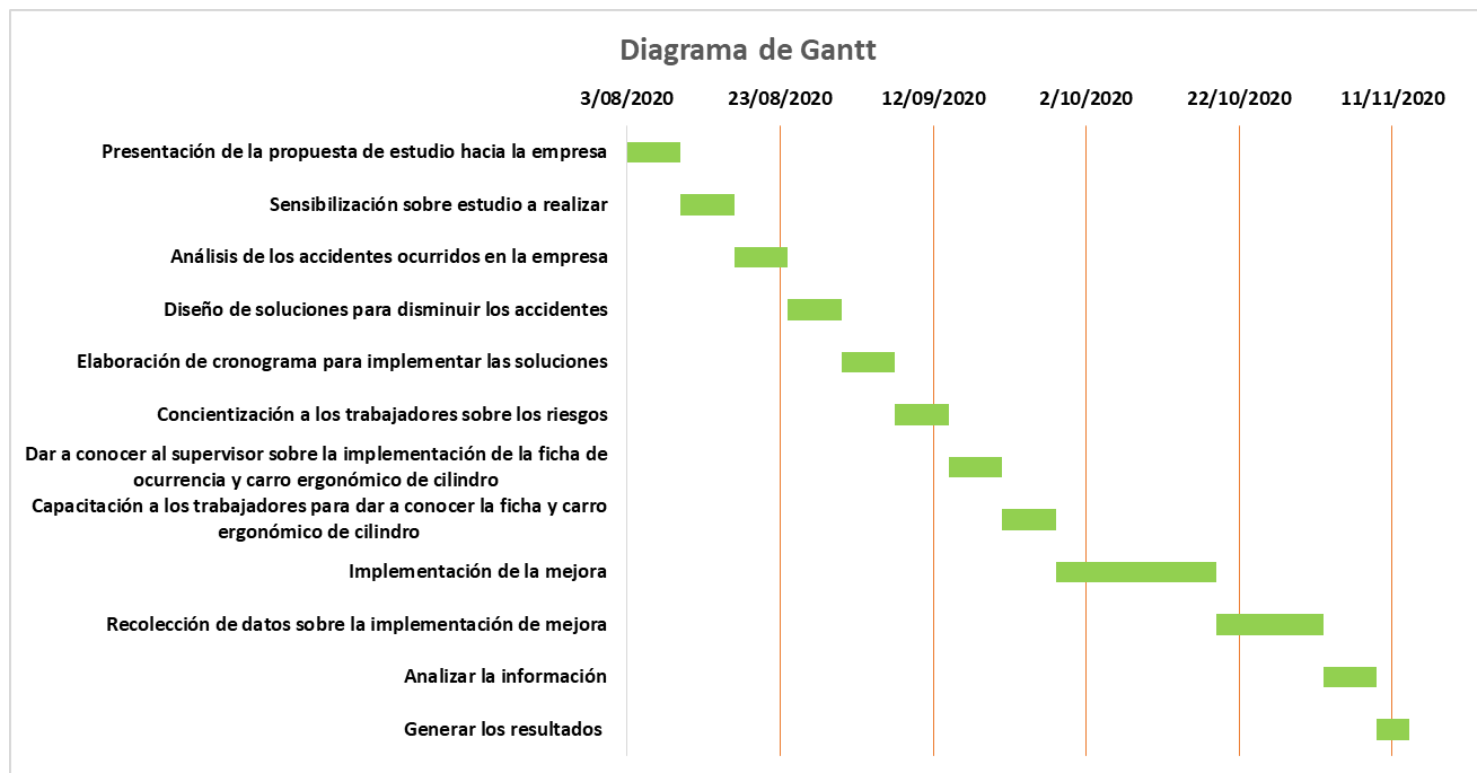 Diagrama de Gantt
3/08/2020 23/08/2020 12/09/2020 2/10/2020 22/10/2020 11/11/2020
Presentación de la propuesta de estudio hacia la empresa
Sensibilización sobre estudio a realizar
Análisis de los accidentes ocurridos en la empresa
Diseño de soluciones para disminuir los accidentes
Elaboración de cronograma para implementar las soluciones
Concientización a los trabajadores sobre los riesgos
Dar a conocer al supervisor sobre la implementación de la ficha de
ocurrencia y carro ergonómico de cilindro
Capacitación a los trabajadores para dar a conocer la ficha y carro
ergonómico de cilindro
Implementación de la mejora
Recolección de datos sobre la implementación de mejora
Analizar la información
Generar los resultados